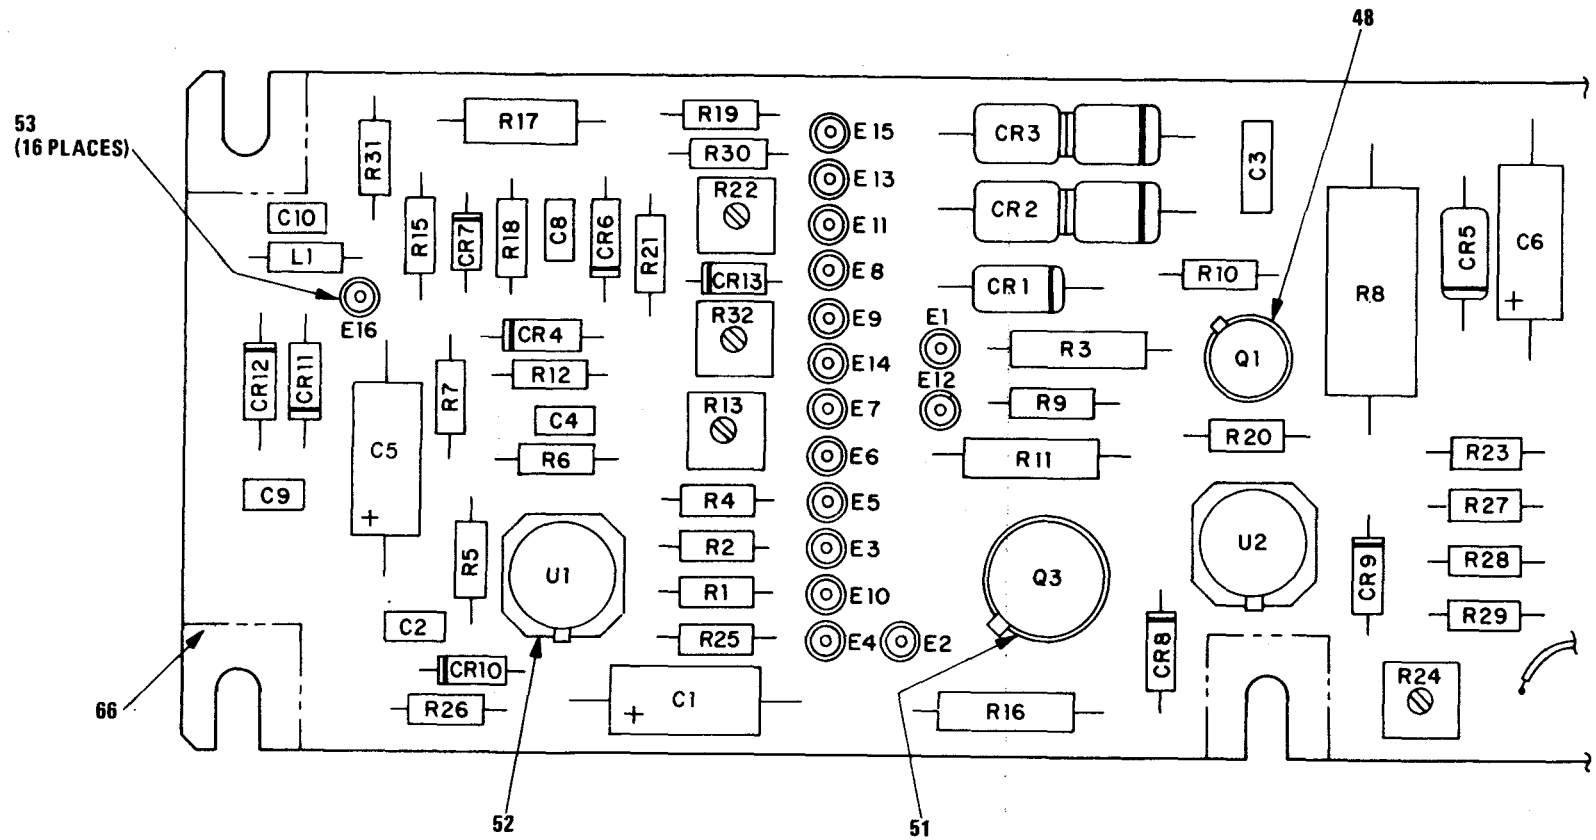 48
53
(16 PLACES)
R17
R19
E15
CR3
C3
R31
R30
E13
R22
C10
R15
CR7
R18
C8
CR6
R21
E11
CR2
CR5
C6
L1
CR13
E8
CR1
R10
R8
+
E16
R32
E9
E1
CR4
E14
R3
Q1
CR12
CR11
R7
R12
E12
R13
C4
E7
R9
C5
R6
E6
R11
R20
R23
C9
R4
E5
R27
+
R5
U1
R2
E3
Q3
U2
CR9
R28
R1
E10
C2
R25
E4
E2
CR8
R29
CR10
R24
66
R26
+
C1
R16
52
51